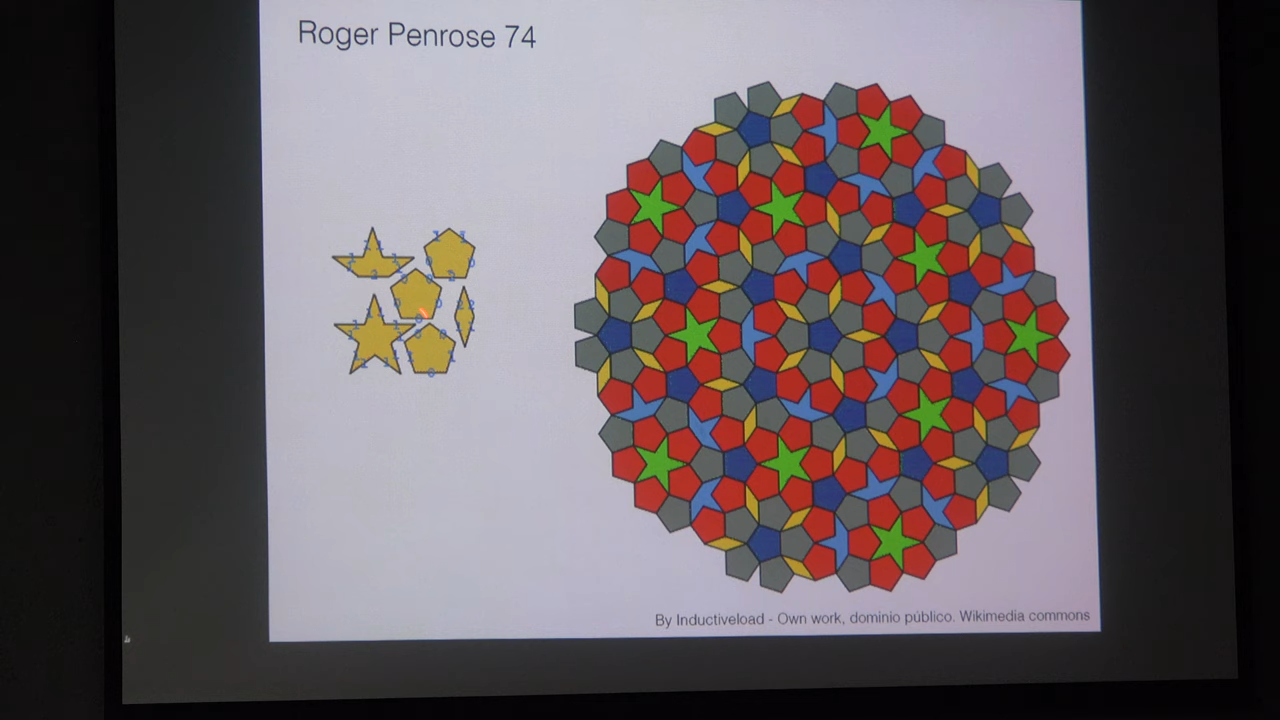 Roger Penrose 74
By Inductiveload - Own work, dominio público. Wikimedia commons